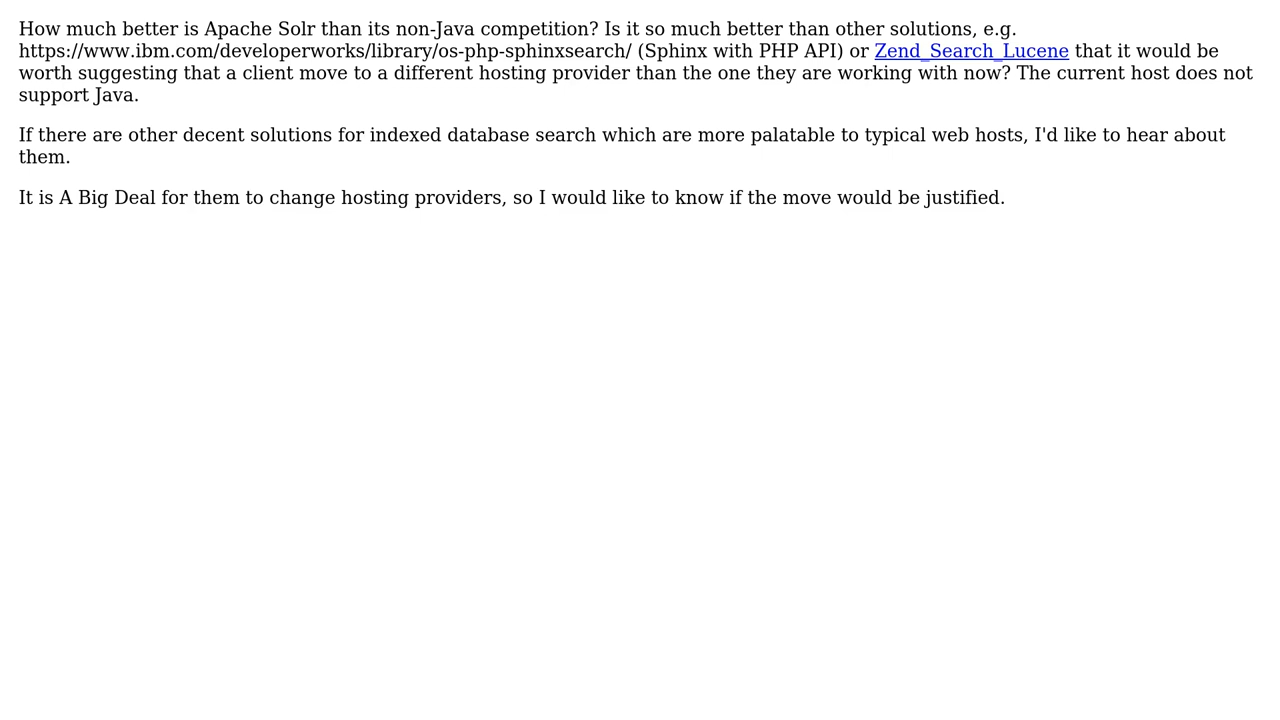 How much better is Apache Solr than its non-Java competition? Is it so much better than other solutions, e.g.
https://www.ibm.com/developerworks/library/os-php-sphinxsearch/ (Sphinx with PHP API) or Zend_Search_Lucene that it would be
worth suggesting that a client move to a different hosting provider than the one they are working with now? The current host does not
support Java.
If there are other decent solutions for indexed database search which are more palatable to typical web hosts, I'd like to hear about
them.
It is A Big Deal for them to change hosting providers, so I would like to know if the move would be justified.